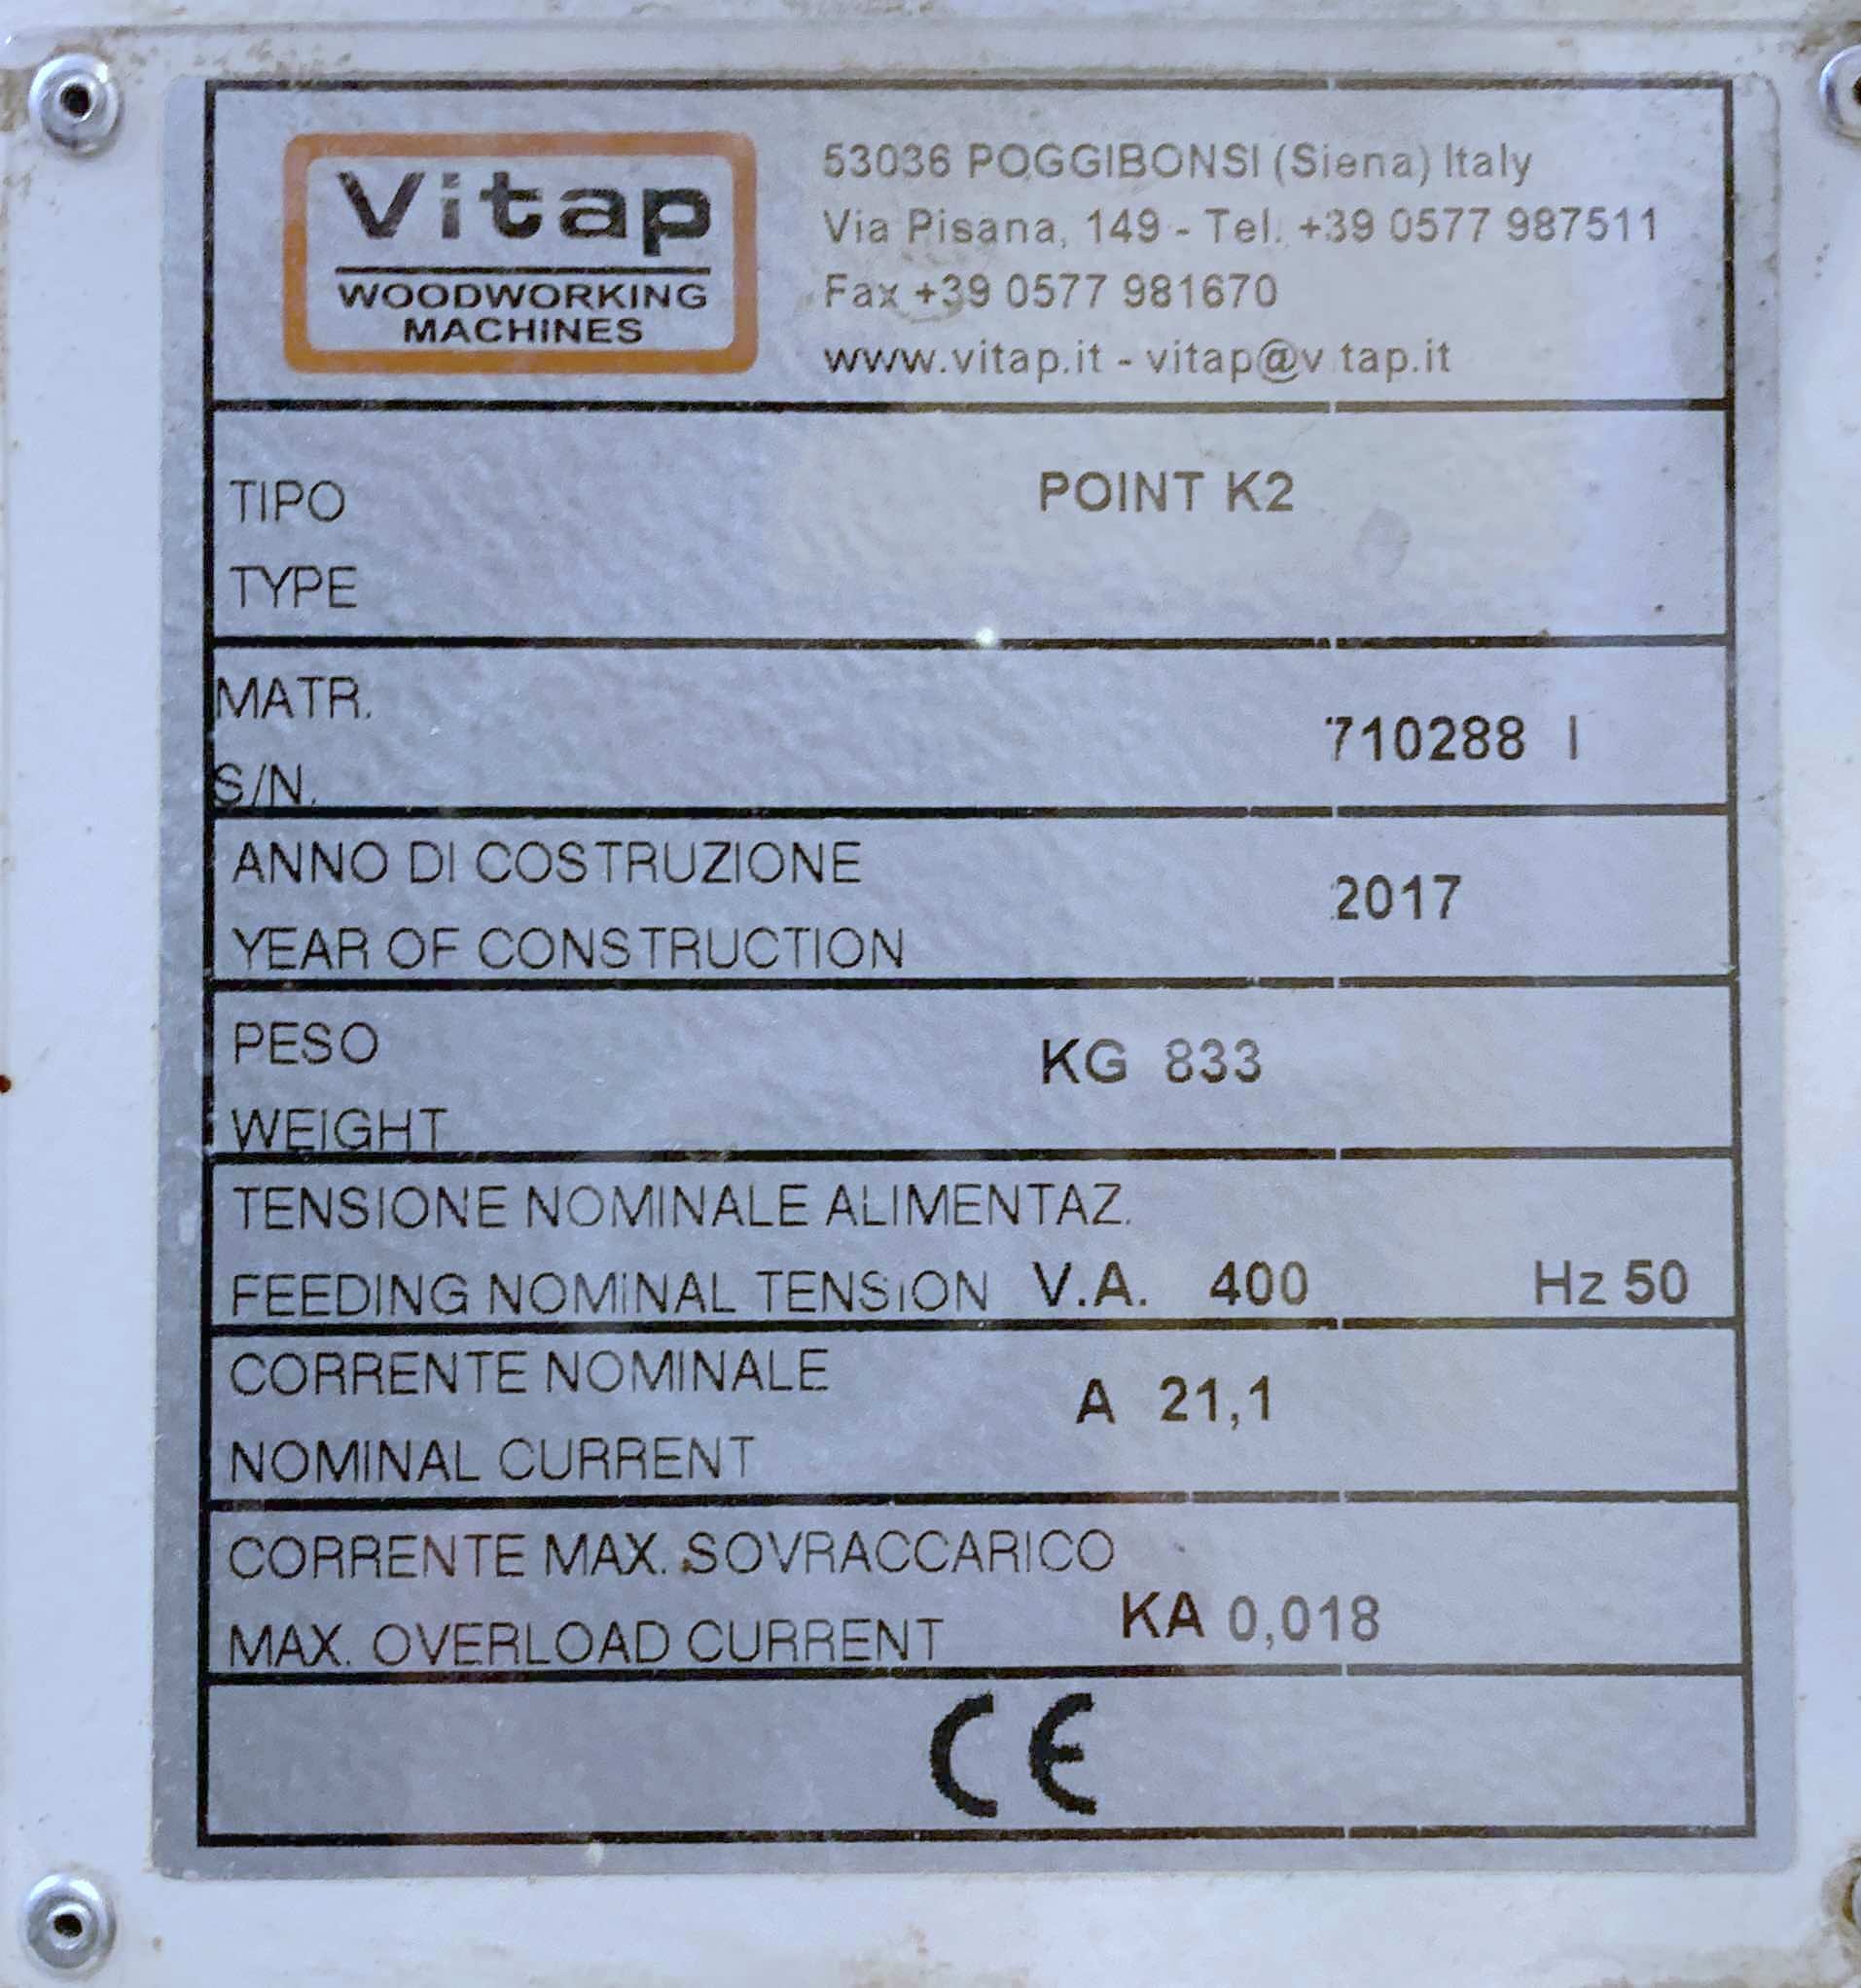 Vitap
WOODWORKING
MACHINES
53036 POGGIBONSI (Siena) Italy
Via Pisana, 149 - Tel. +39 0577 987511
Fax +39 0577 981670
www.vitap.it - vitap@v tap.it
TIPO
TYPE
POINT K2
MATR.
S/N.
710288 I
ANNO DI COSTRUZIONE
YEAR OF CONSTRUCTION
2017
PESO
WEIGHT
KG 833
TENSIONE NOMINALE ALIMENTAZ.
FEEDING NOMINAL TENSION V.A. 400 Hz 50
CORRENTE NOMINALE
NOMINAL CURRENT
A 21,1
CORRENTE MAX. SOVRACCARICO
MAX. OVERLOAD CURRENT
KA 0,018
CE